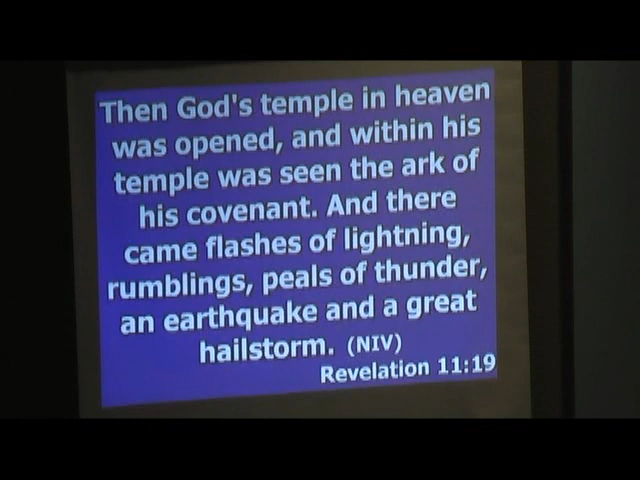 Then God's temple in heaven
was opened, and within his
temple was seen the ark of
his covenant. And there
came flashes of lightning,
rumblings, peals of thunder,
an earthquake and a great
hailstorm. (NIV)
Revelation 11:19